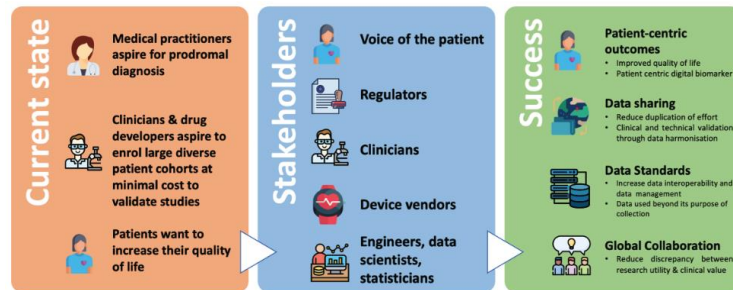 Current state
Medical practitioners
aspire for prodromal
diagnosis
Clinicians & drug
developers aspire to
enrol large diverse
patient cohorts at
minimal cost to
validate studies
Patients want to
increase their quality
of life
Stakeholders
Voice of the patient
Regulators
Clinicians
Device vendors
Engineers, data
scientists,
statisticians
Success
Patient-centric
outcomes
• Improved quality of life
• Patient centric digital biomarker
Data sharing
• Reduce duplication of effort
• Clinical and technical validation
through data harmonisation
Data Standards
• Increase data interoperability and
data management
• Data used beyond its purpose of
collection
Global Collaboration
• Reduce discrepancy between
research utility & clinical value